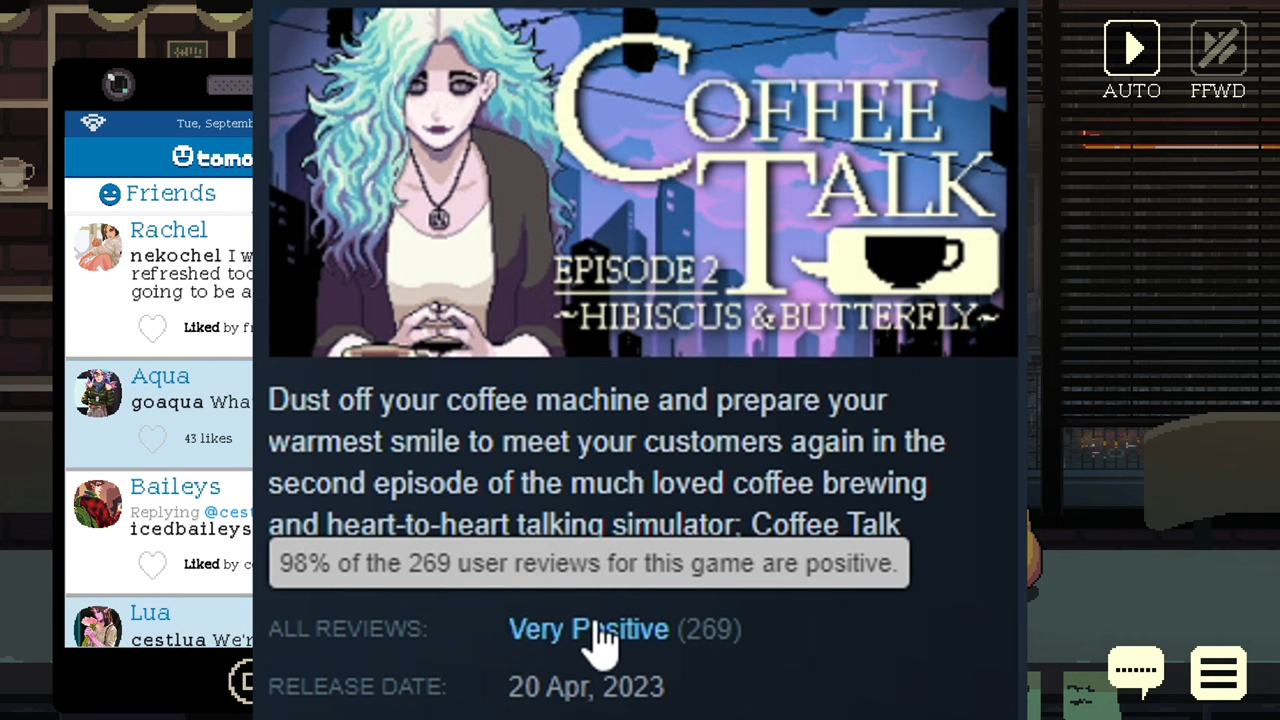 AUTO
FFWD
Tue, Septemb
tomo
Friends
Rachel
nekochel I w
refreshed too
going to be a
Liked by fr
Aqua
goaqua Wha
43 likes
Baileys
Replying @cest
icedbaileys
Liked by c
Lua
cestlua We'r
COFFEE
TALK
EPISODE 2
~HIBISCUS & BUTTERFLY~
Dust off your coffee machine and prepare your
warmest smile to meet your customers again in the
second episode of the much loved coffee brewing
and heart-to-heart talking simulator; Coffee Talk
98% of the 269 user reviews for this game are positive.
ALL REVIEWS: Very Positive (269)
RELEASE DATE: 20 Apr, 2023